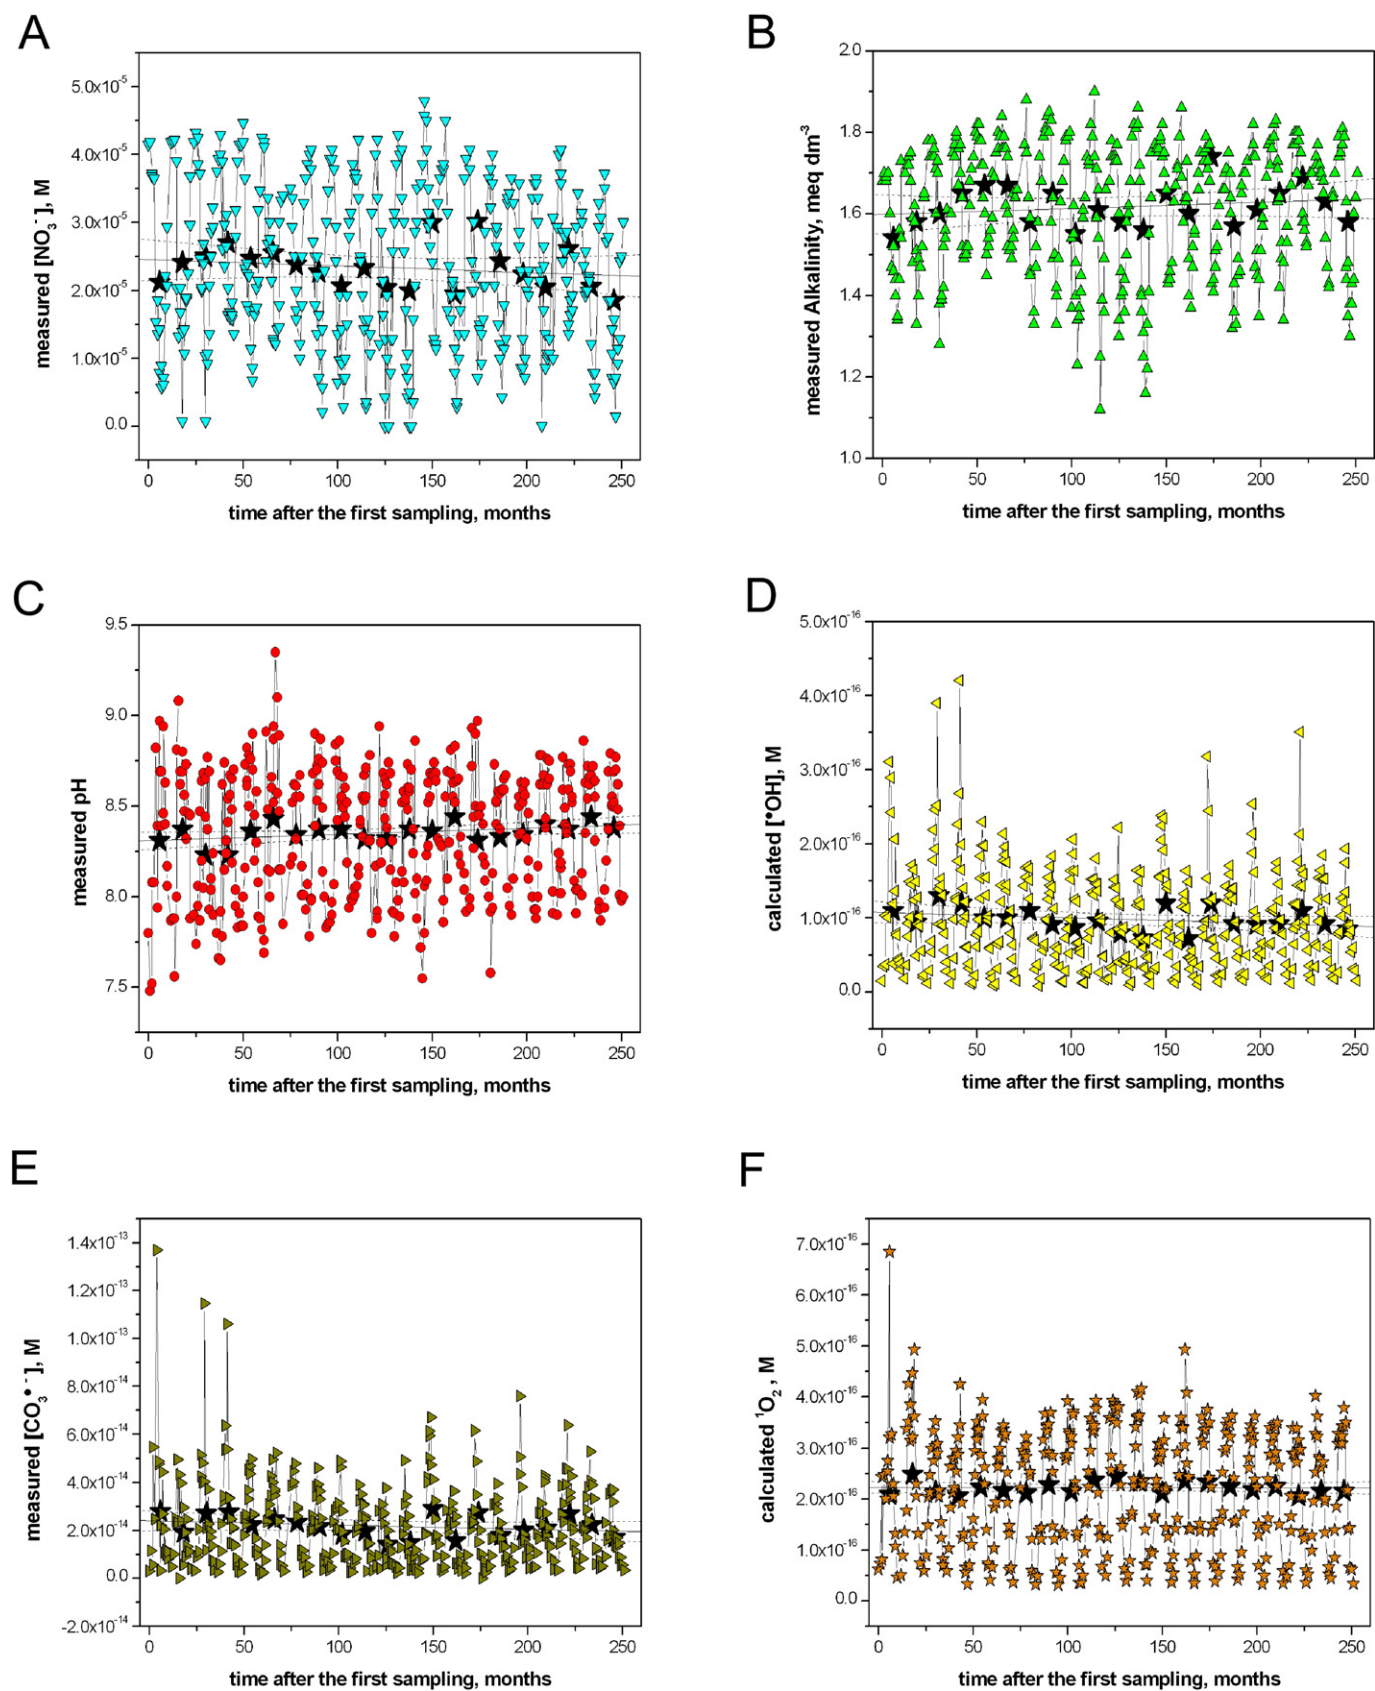 A
B
5.0x10⁻⁵
4.0x10⁻⁵
3.0x10⁻⁵
2.0x10⁻⁵
1.0x10⁻⁵
0.0
measured [NO₃⁻], M
0 50 100 150 200 250
time after the first sampling, months
2.0
1.8
1.6
1.4
1.2
1.0
measured Alkalinity, meq dm⁻³
0 50 100 150 200 250
time after the first sampling, months
C
D
9.5
9.0
8.5
8.0
7.5
measured pH
0 50 100 150 200 250
time after the first sampling, months
5.0x10⁻¹⁶
4.0x10⁻¹⁶
3.0x10⁻¹⁶
2.0x10⁻¹⁶
1.0x10⁻¹⁶
0.0
calculated [•OH], M
0 50 100 150 200 250
time after the first sampling, months
E
F
1.4x10⁻¹³
1.2x10⁻¹³
1.0x10⁻¹³
8.0x10⁻¹⁴
6.0x10⁻¹⁴
4.0x10⁻¹⁴
2.0x10⁻¹⁴
0.0
-2.0x10⁻¹⁴
measured [CO₃•⁻], M
0 50 100 150 200 250
time after the first sampling, months
7.0x10⁻¹⁶
6.0x10⁻¹⁶
5.0x10⁻¹⁶
4.0x10⁻¹⁶
3.0x10⁻¹⁶
2.0x10⁻¹⁶
1.0x10⁻¹⁶
0.0
calculated ¹O₂, M
0 50 100 150 200 250
time after the first sampling, months